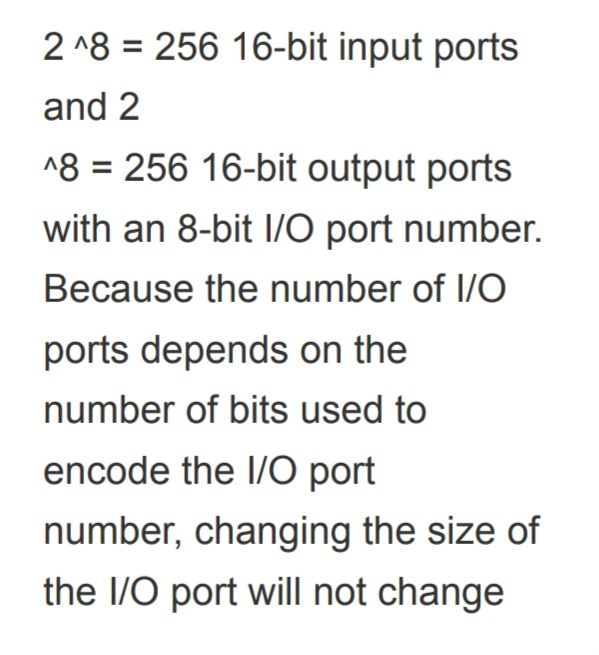 2 ^8 = 256 16-bit input ports
and 2
^8 = 256 16-bit output ports
with an 8-bit I/O port number.
Because the number of I/O
ports depends on the
number of bits used to
encode the I/O port
number, changing the size of
the I/O port will not change